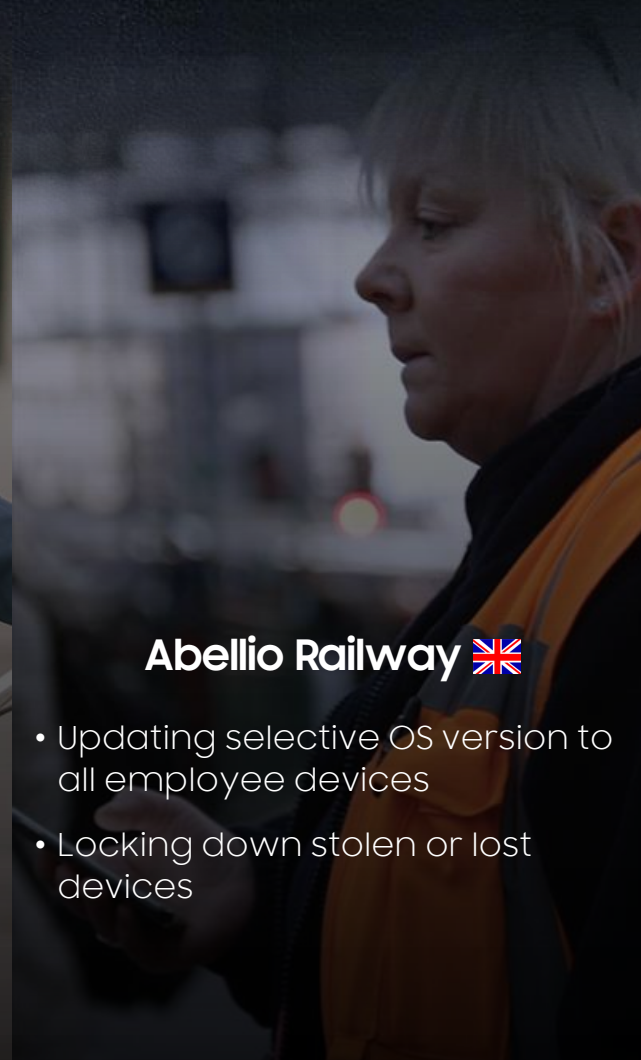 Abellio Railway 🇬🇧
• Updating selective OS version to
all employee devices
• Locking down stolen or lost
devices